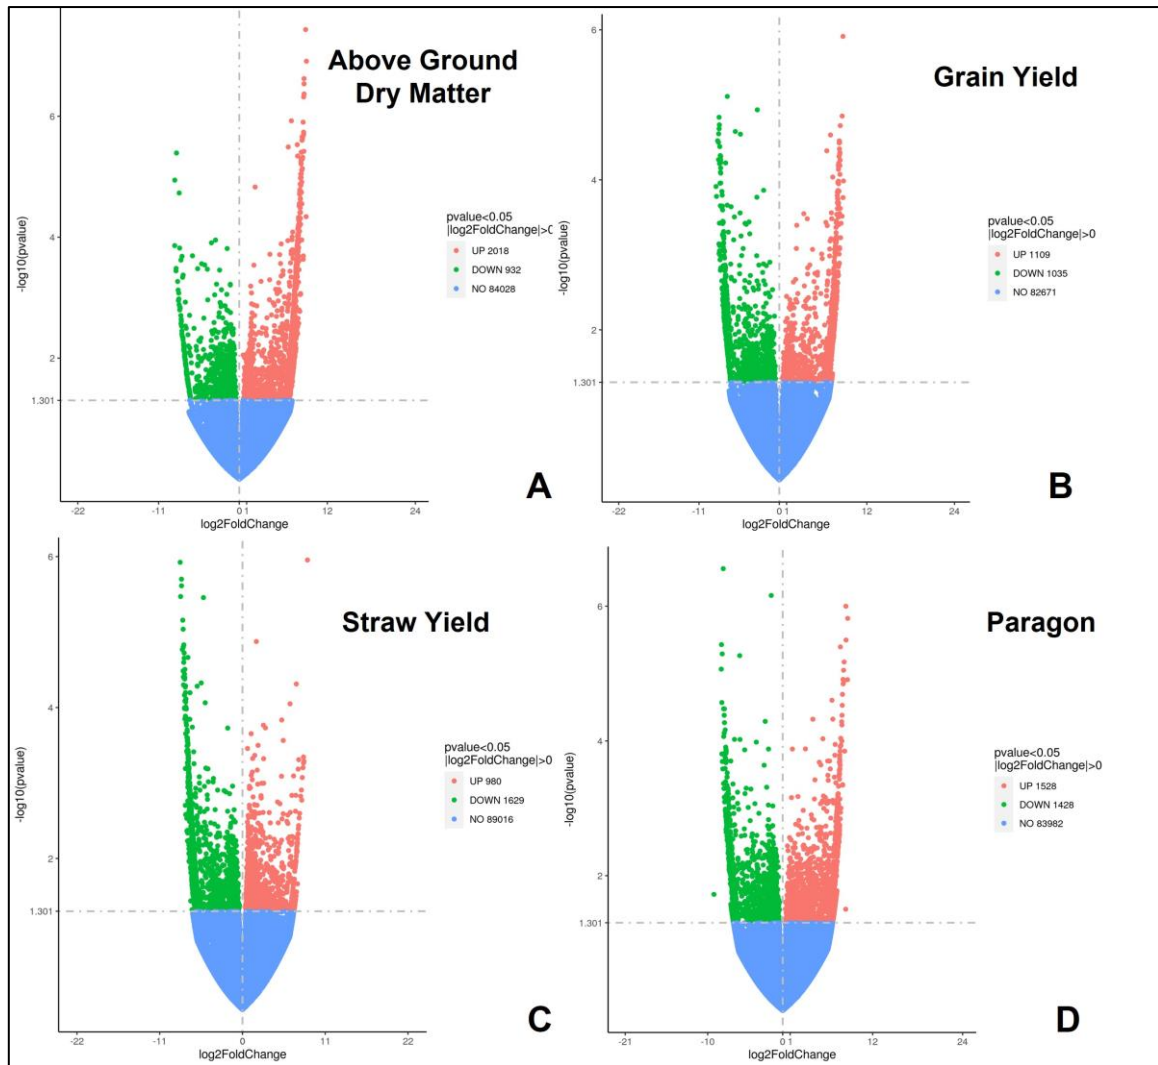 Above Ground
Dry Matter
-log10(pvalue)
6
4
2
1.301
pvalue<0.05
|log2FoldChange|>0
UP 2018
DOWN 932
NO 84028
-22
-11
0 1
12
24
log2FoldChange
A
Grain Yield
-log10(pvalue)
6
4
2
1.301
pvalue<0.05
|log2FoldChange|>0
UP 1109
DOWN 1035
NO 82671
-22
-11
0 1
12
24
log2FoldChange
B
Straw Yield
-log10(pvalue)
6
4
2
1.301
pvalue<0.05
|log2FoldChange|>0
UP 980
DOWN 1629
NO 89016
-22
-11
0
11
22
log2FoldChange
C
Paragon
-log10(pvalue)
6
4
2
1.301
pvalue<0.05
|log2FoldChange|>0
UP 1528
DOWN 1428
NO 83982
-21
-10
0 1
12
24
log2FoldChange
D